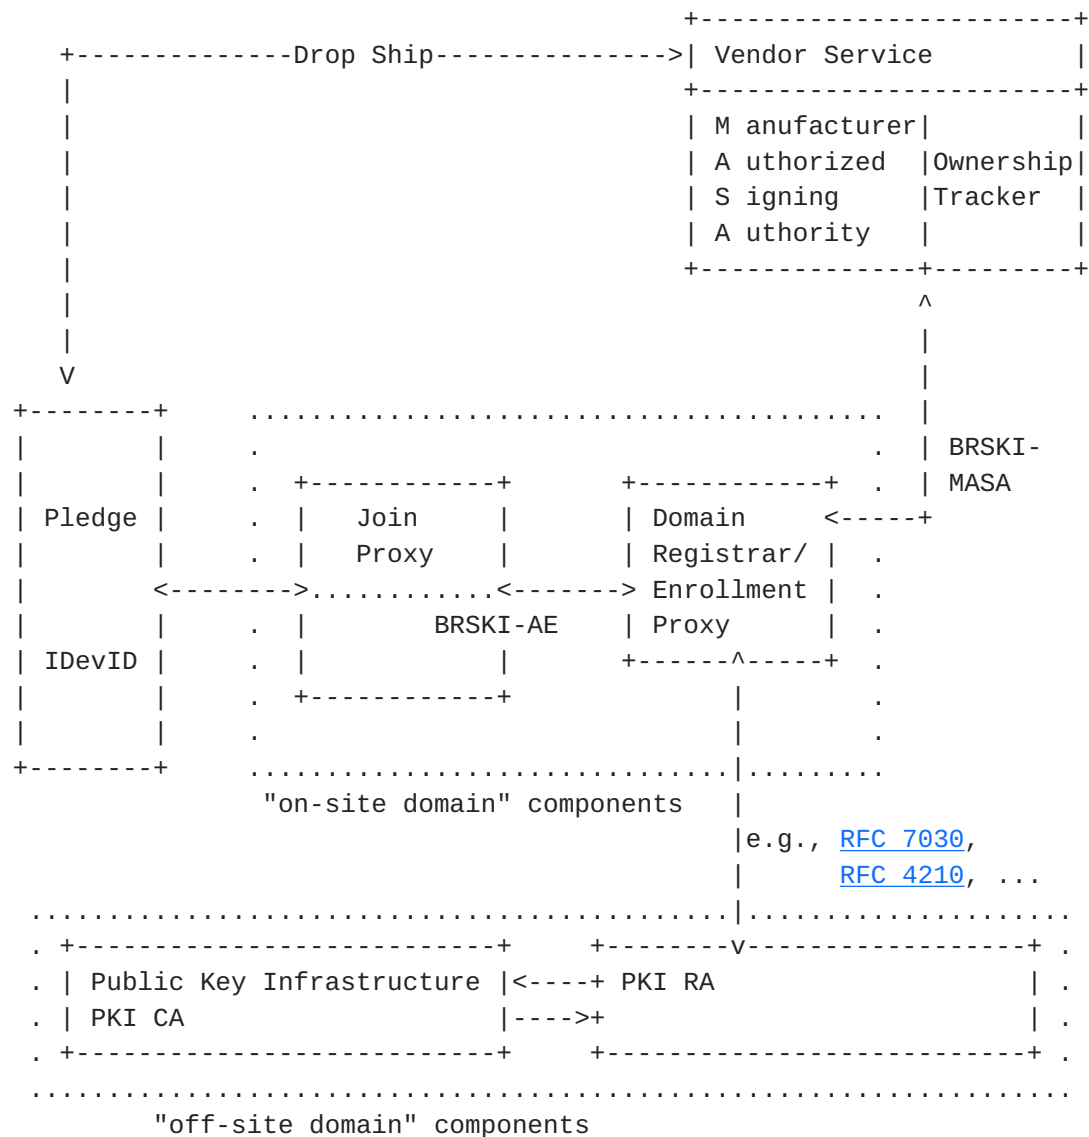 +------------------------+
   +--------------Drop Ship--------------->| Vendor Service         |
   |                                       +------------------------+
   |                                       | M anufacturer|         |
   |                                       | A uthorized  |Ownership|
   |                                       | S igning     |Tracker  |
   |                                       | A uthority   |         |
   |                                       +--------------+---------+
   |                                                      ^
   |                                                      |
   V                                                      |
+--------+     .........................................  |
|        |     .                                       .  | BRSKI-
|        |     .  +------------+       +------------+  .  | MASA
| Pledge |     .  |   Join     |       | Domain     <-----+
|        |     .  |   Proxy    |       | Registrar/ |  .
|        <-------->............<-------> Enrollment |  .
|        |     .  |        BRSKI-AE    | Proxy      |  .
| IDevID |     .  |            |       +------^-----+  .
|        |     .  +------------+              |        .
|        |     .                              |        .
+--------+     ...............................|.........
                "on-site domain" components   |
                                              |e.g., RFC 7030,
                                              |      RFC 4210, ...
 .............................................|.....................
 . +---------------------------+     +--------v------------------+ .
 . | Public Key Infrastructure |<----+ PKI RA                    | .
 . | PKI CA                    |---->+                           | .
 . +---------------------------+     +---------------------------+ .
 ...................................................................
         "off-site domain" components